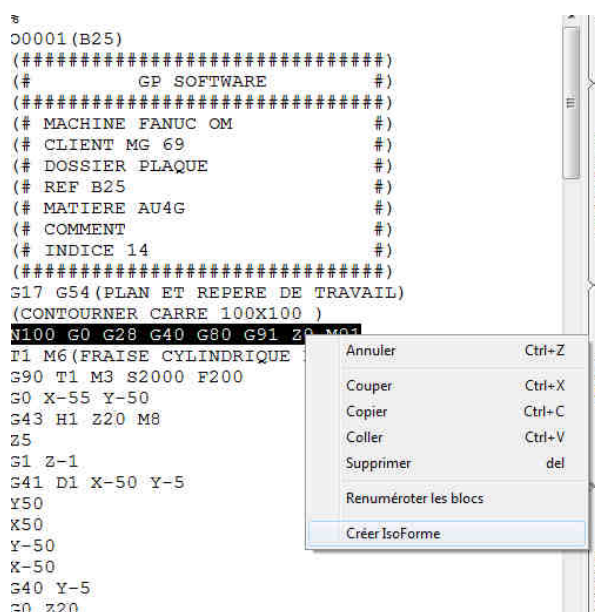 %
O0001(B25)
(###############################)
(# GP SOFTWARE #)
(###############################)
(# MACHINE FANUC OM #)
(# CLIENT MG 69 #)
(# DOSSIER PLAQUE #)
(# REF B25 #)
(# MATIERE AU4G #)
(# COMMENT #)
(# INDICE 14 #)
(###############################)
G17 G54(PLAN ET REPERE DE TRAVAIL)
(CONTOURNER CARRE 100X100 )
N100 G0 G28 G40 G80 G91 Z0 M01
T1 M6(FRAISE CYLINDRIQUE
G90 T1 M3 S2000 F200
G0 X-55 Y-50
G43 H1 Z20 M8
Z5
G1 Z-1
G41 D1 X-50 Y-5
Y50
X50
Y-50
X-50
G40 Y-5
G0 Z20
Annuler Ctrl+Z
Couper Ctrl+X
Copier Ctrl+C
Coller Ctrl+V
Supprimer del
Renuméroter les blocs
Créer IsoForme